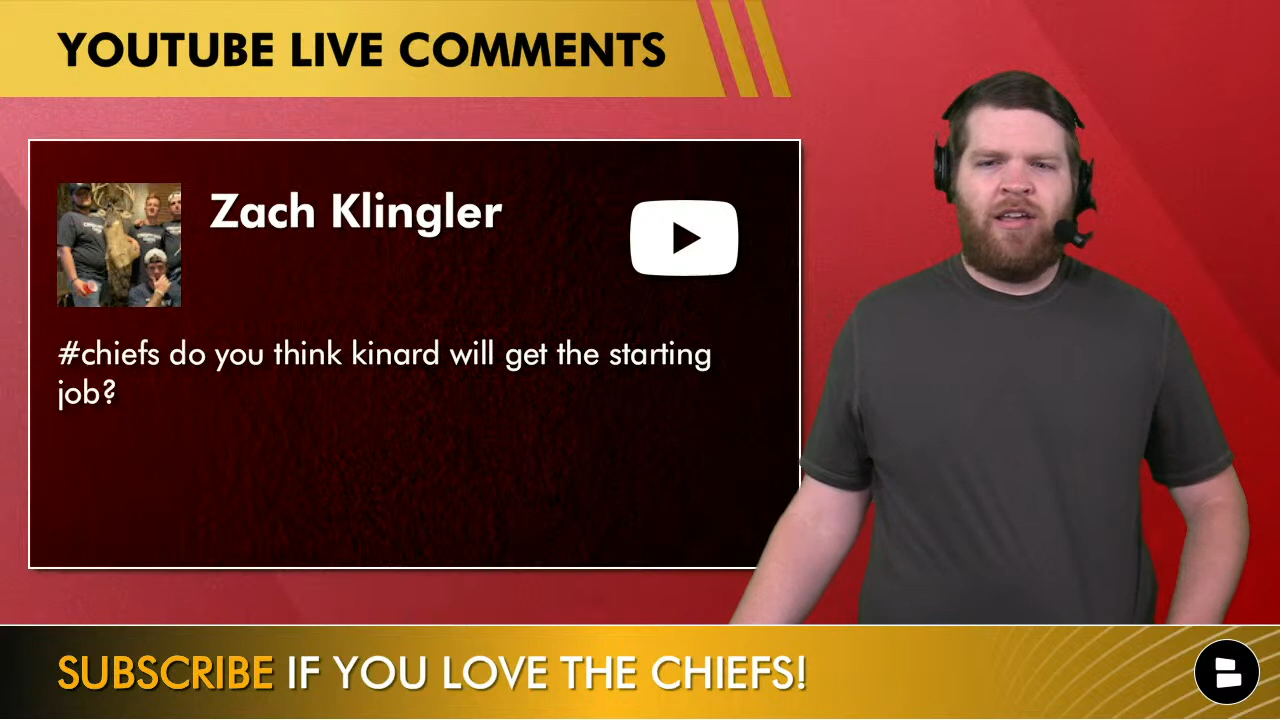 YOUTUBE LIVE COMMENTS
Zach Klingler
#chiefs do you think kinard will get the starting
job?
SUBSCRIBE IF YOU LOVE THE CHIEFS!